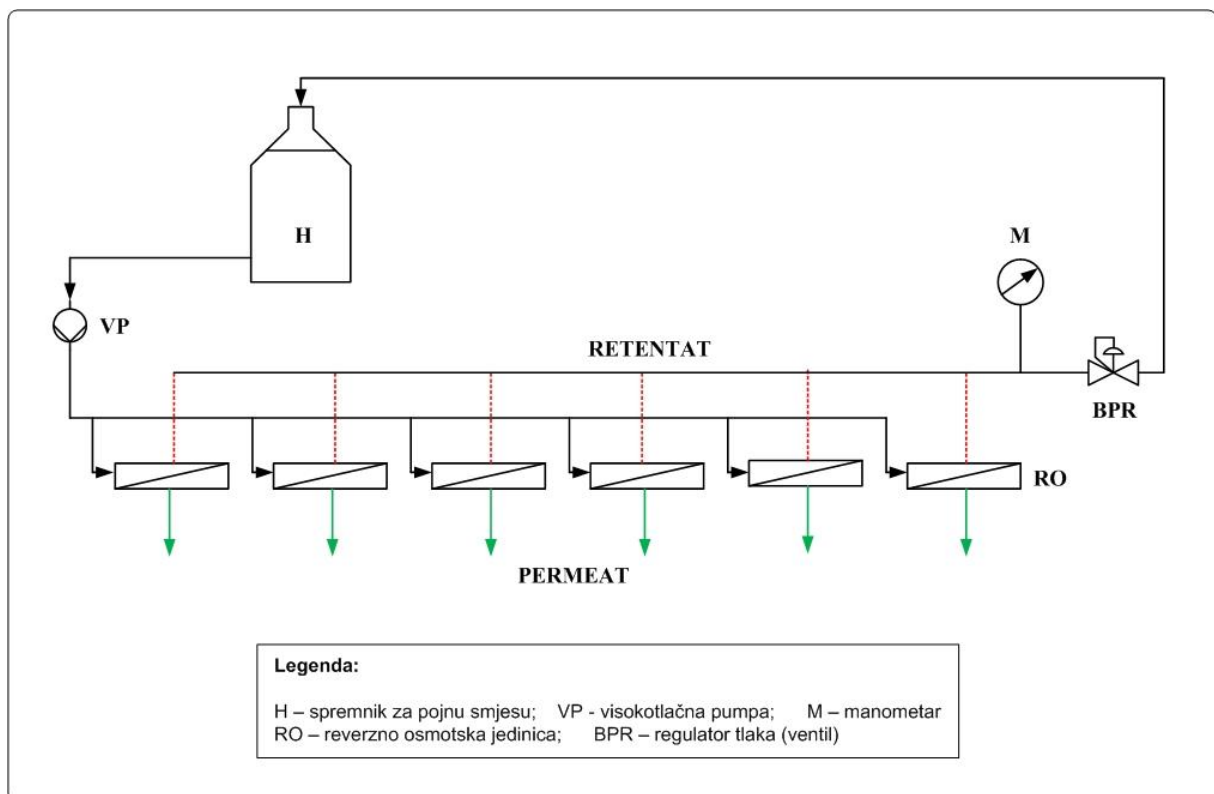 H
M
VP
RETENTAT
BPR
RO
PERMEAT
Legenda:
H – spremnik za pojnu smjesu; VP - visokotlačna pumpa; M – manometar
RO – reverzno osmotska jedinica; BPR – regulator tlaka (ventil)